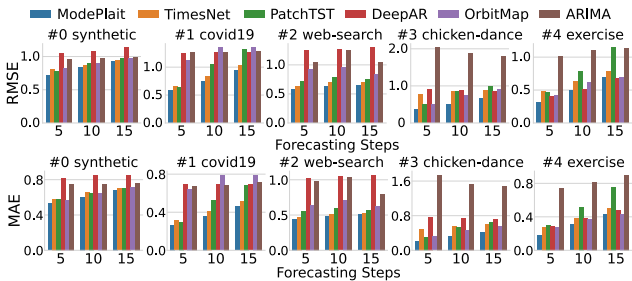 ModePlait TimesNet PatchTST DeepAR OrbitMap ARIMA
#0 synthetic #1 covid19 #2 web-search #3 chicken-dance #4 exercise
RMSE
1.0
0.5
0.0
5 10 15
1.0
0.5
0.0
5 10 15
1.0
0.5
0.0
5 10 15
2.0
1.0
0.0
5 10 15
1.0
0.5
0.0
5 10 15
Forecasting Steps
#0 synthetic #1 covid19 #2 web-search #3 chicken-dance #4 exercise
MAE
0.8
0.4
0.0
5 10 15
0.8
0.4
0.0
5 10 15
1.0
0.5
0.0
5 10 15
1.6
0.8
0.0
5 10 15
0.8
0.4
0.0
5 10 15
Forecasting Steps